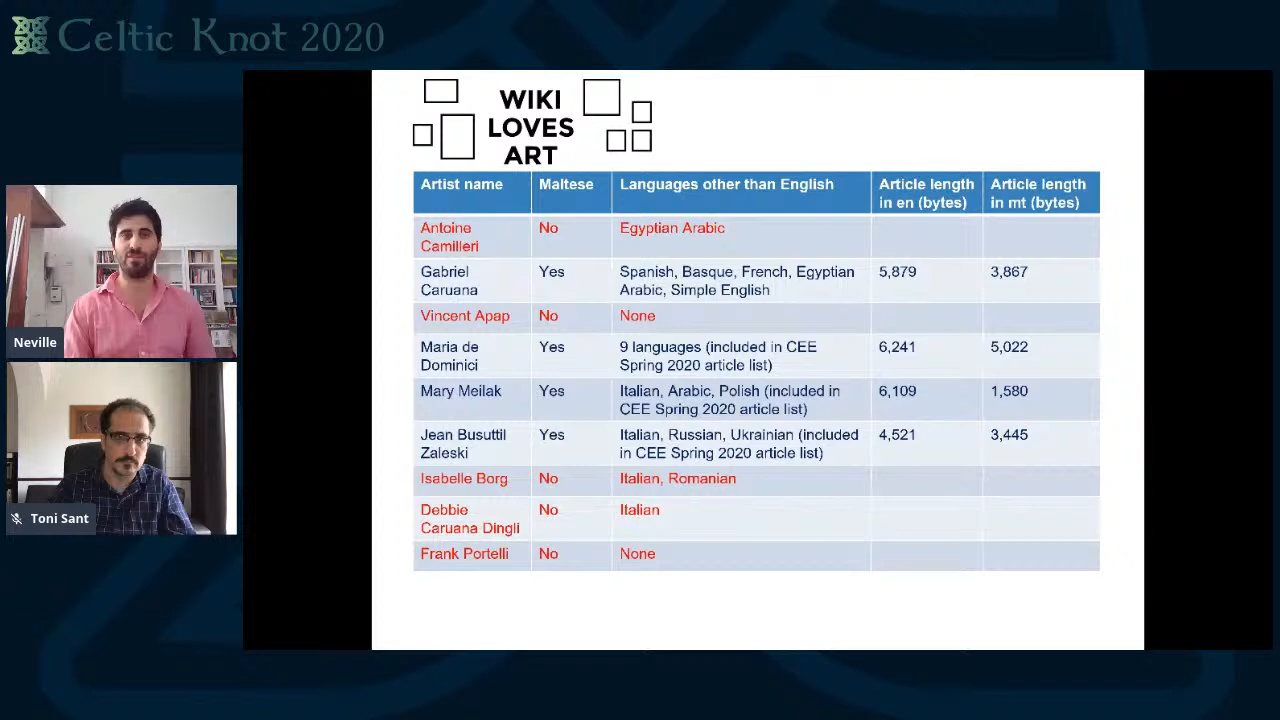 Celtic Knot 2020
WIKI
LOVES
ART
Artist name Maltese Languages other than English Article length in en (bytes) Article length in mt (bytes)
Antoine Camilleri No Egyptian Arabic
Gabriel Caruana Yes Spanish, Basque, French, Egyptian Arabic, Simple English 5,879 3,867
Vincent Apap No None
Maria de Dominici Yes 9 languages (included in CEE Spring 2020 article list) 6,241 5,022
Mary Meilak Yes Italian, Arabic, Polish (included in CEE Spring 2020 article list) 6,109 1,580
Jean Busuttil Zaleski Yes Italian, Russian, Ukrainian (included in CEE Spring 2020 article list) 4,521 3,445
Isabelle Borg No Italian, Romanian
Debbie Caruana Dingli No Italian
Frank Portelli No None
Neville
Toni Sant